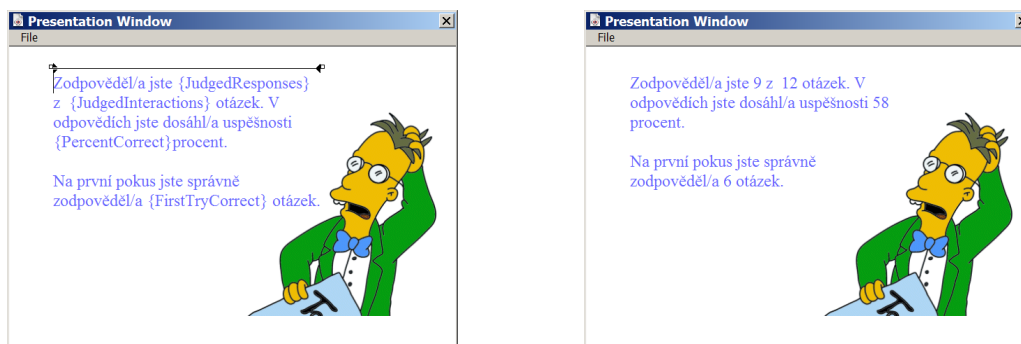 Presentation Window
File
Zodpověděl/a jste {JudgedResponses}
z {JudgedInteractions} otázek. V
odpovědích jste dosáhl/a uspěšnosti
{PercentCorrect}procent.
Na první pokus jste správně
zodpověděl/a {FirstTryCorrect} otázek.
Presentation Window
File
Zodpověděl/a jste 9 z 12 otázek. V
odpovědích jste dosáhl/a uspěšnosti 58
procent.
Na první pokus jste správně
zodpověděl/a 6 otázek.